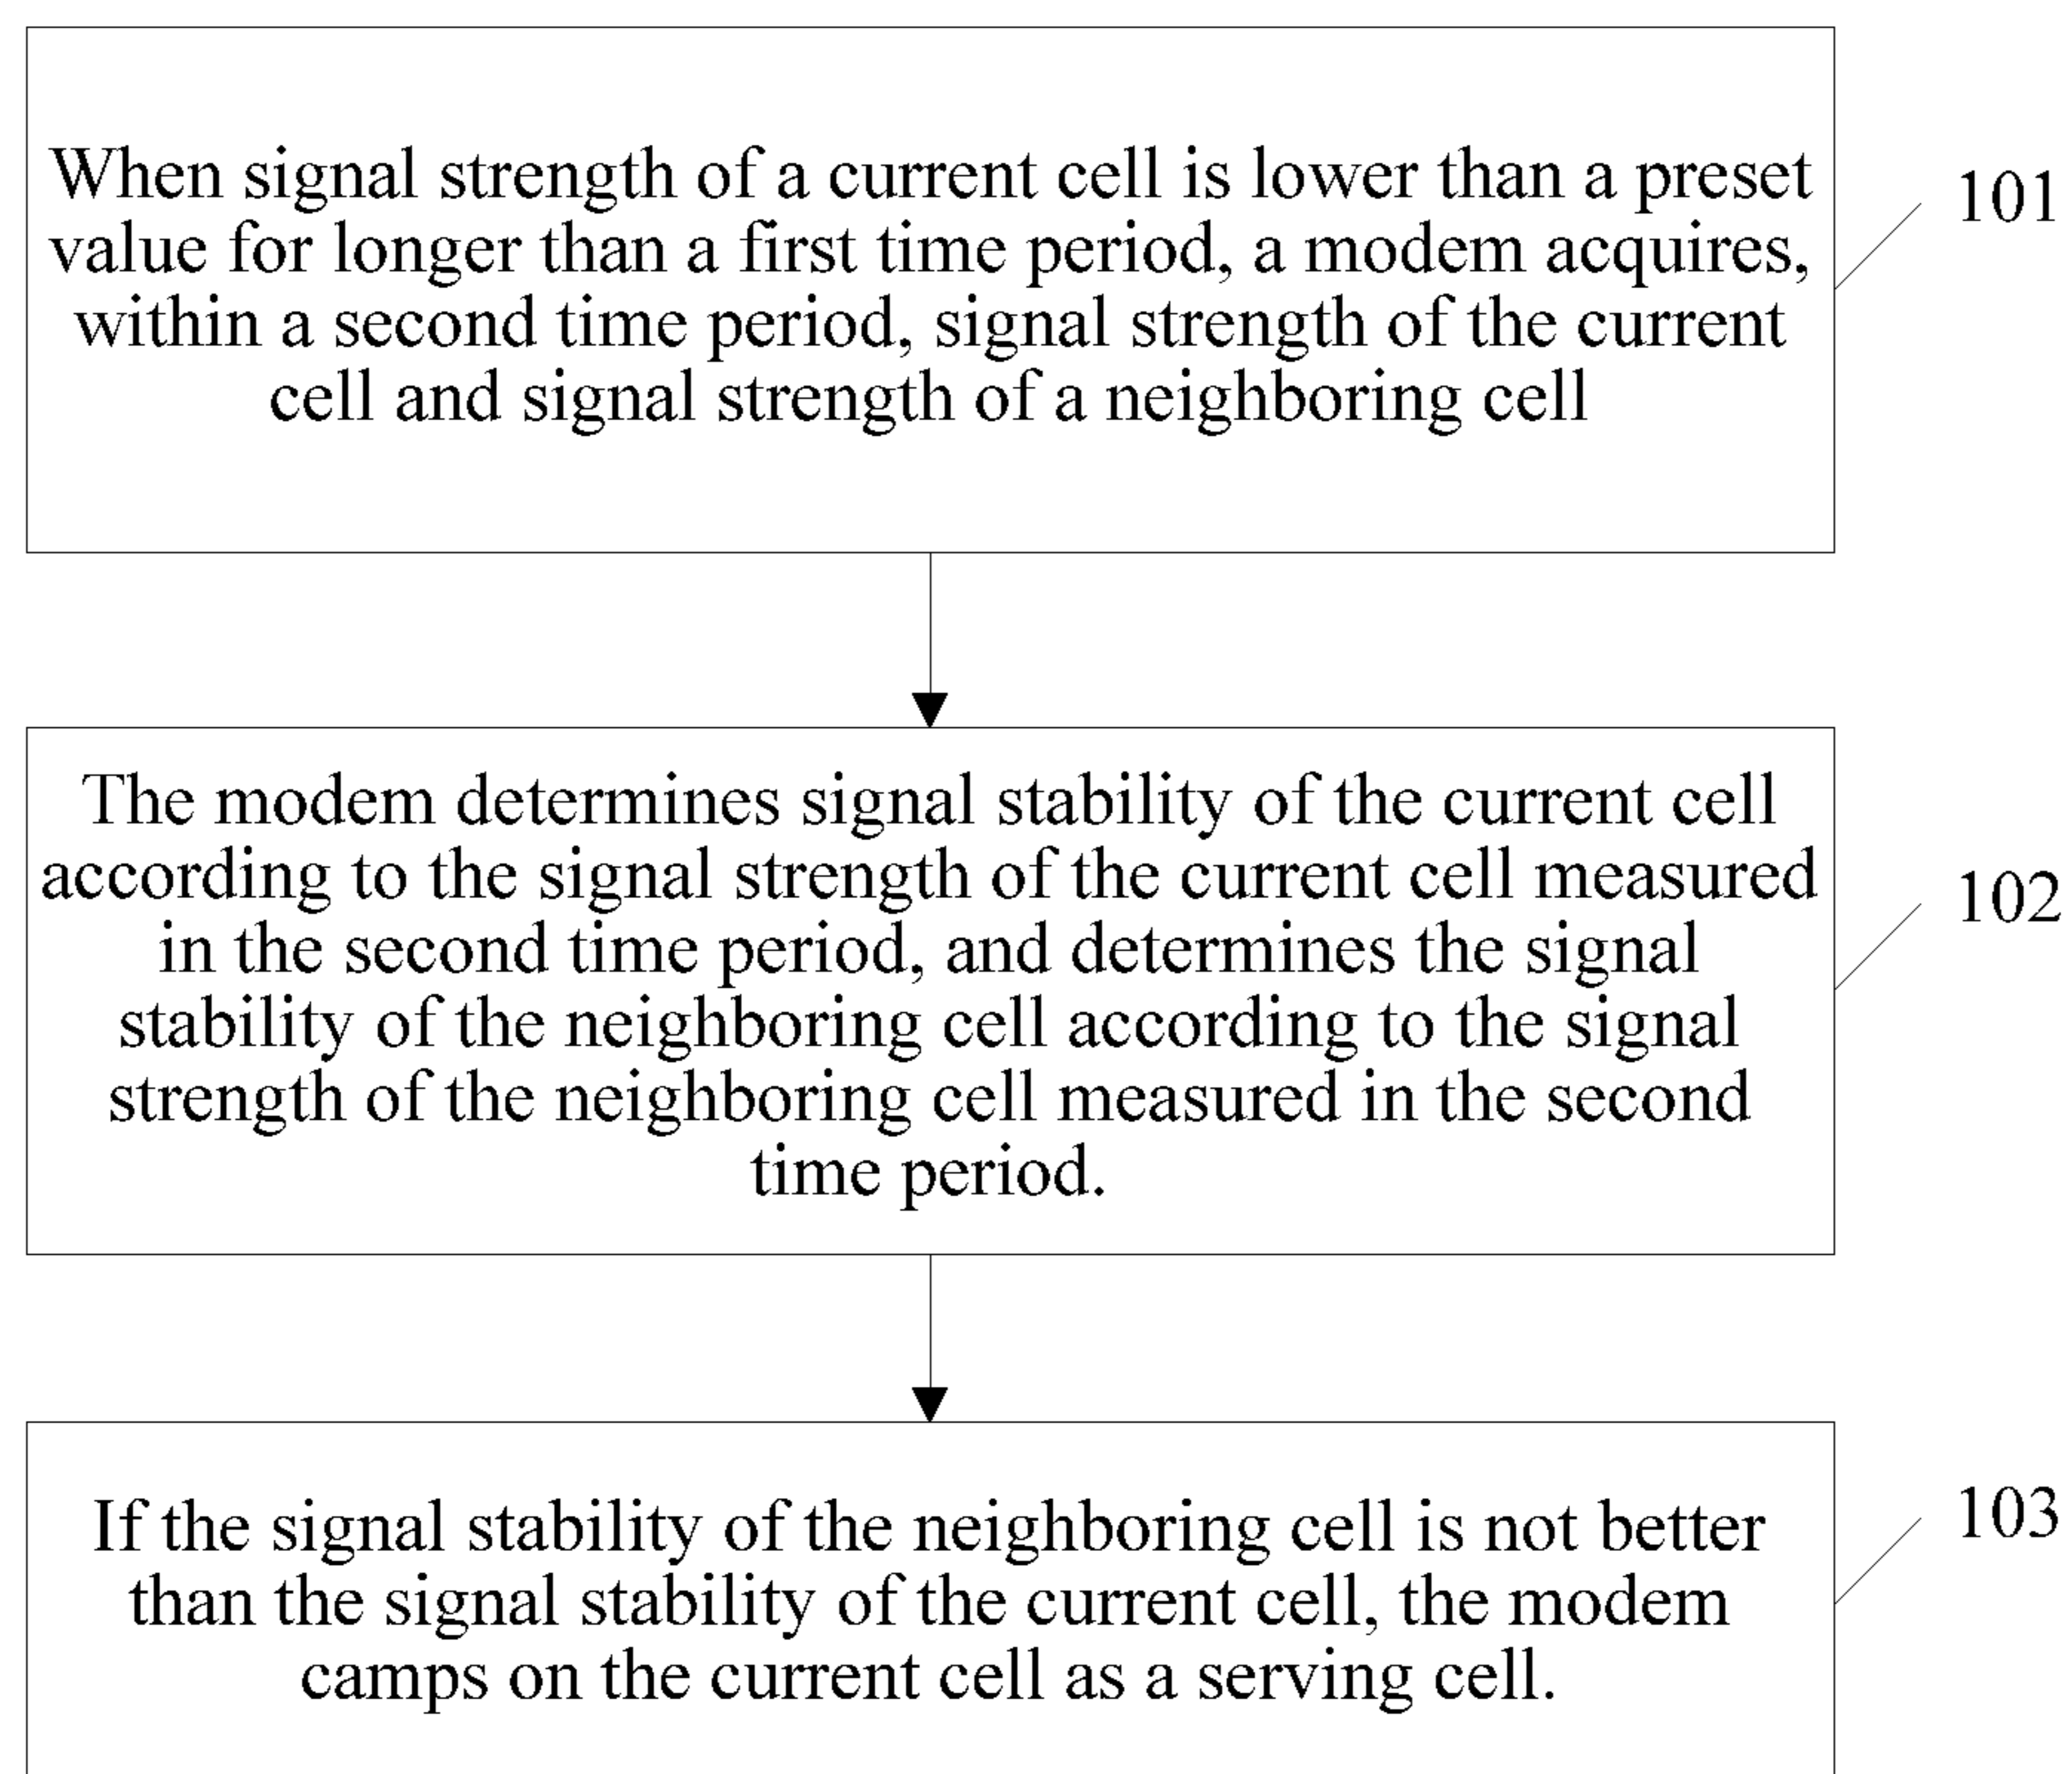 When signal strength of a current cell is lower than a preset
value for longer than a first time period, a modem acquires,
within a second time period, signal strength of the current
cell and signal strength of a neighboring cell
101
The modem determines signal stability of the current cell
according to the signal strength of the current cell measured
in the second time period, and determines the signal
stability of the neighboring cell according to the signal
strength of the neighboring cell measured in the second
time period.
102
If the signal stability of the neighboring cell is not better
than the signal stability of the current cell, the modem
camps on the current cell as a serving cell.
103